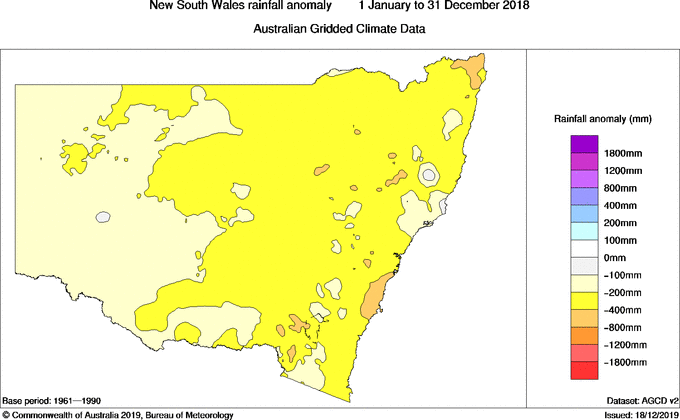 New South Wales rainfall anomaly 1 January to 31 December 2018
Australian Gridded Climate Data
Rainfall anomaly (mm)
1800mm
1200mm
800mm
400mm
200mm
100mm
0mm
−100mm
−200mm
−400mm
−800mm
−1200mm
−1800mm
Base period: 1961—1990
Dataset: AGCD v2
© Commonwealth of Australia 2019, Bureau of Meteorology
Issued: 18/12/2019